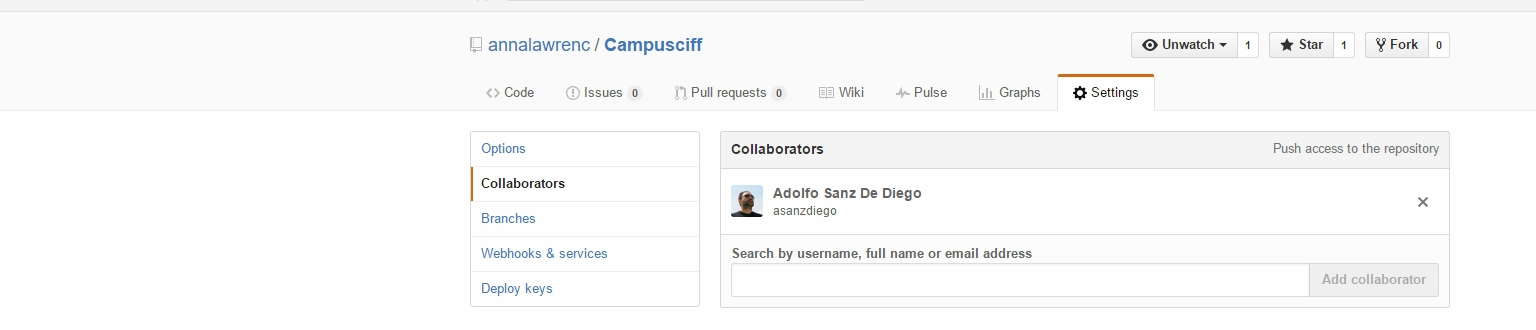 annalawrenc / Campusciff
Unwatch 1 Star 1 Fork 0
Code Issues 0 Pull requests 0 Wiki Pulse Graphs Settings
Options
Collaborators
Branches
Webhooks & services
Deploy keys
Collaborators Push access to the repository
Adolfo Sanz De Diego
asanzdiego
Search by username, full name or email address
Add collaborator